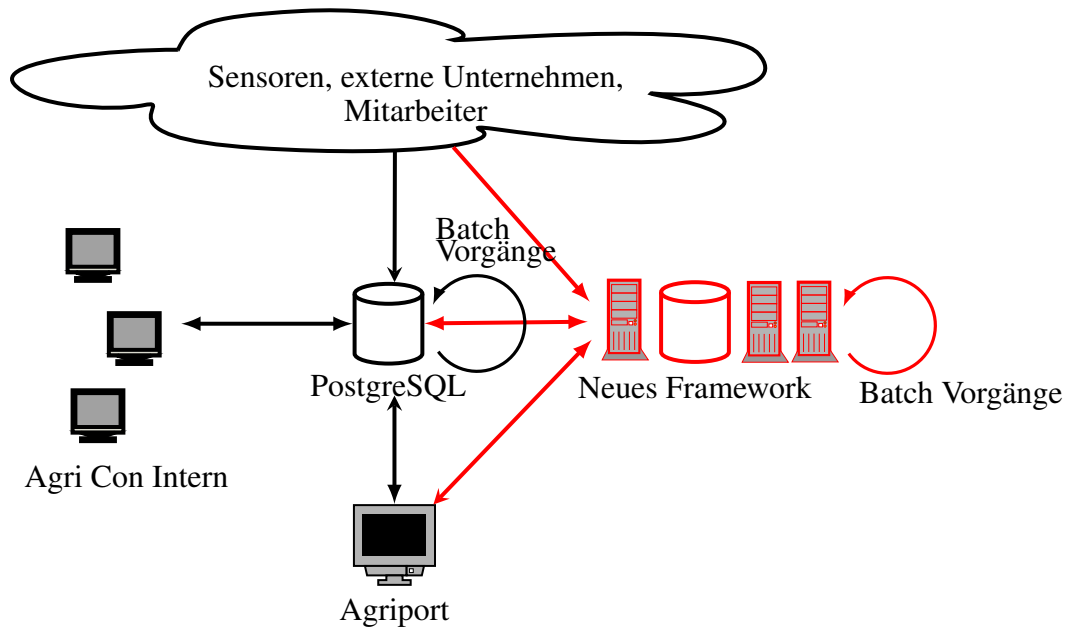 Sensoren, externe Unternehmen,
Mitarbeiter
Batch
Vorgänge
PostgreSQL
Neues Framework
Batch Vorgänge
Agri Con Intern
Agriport